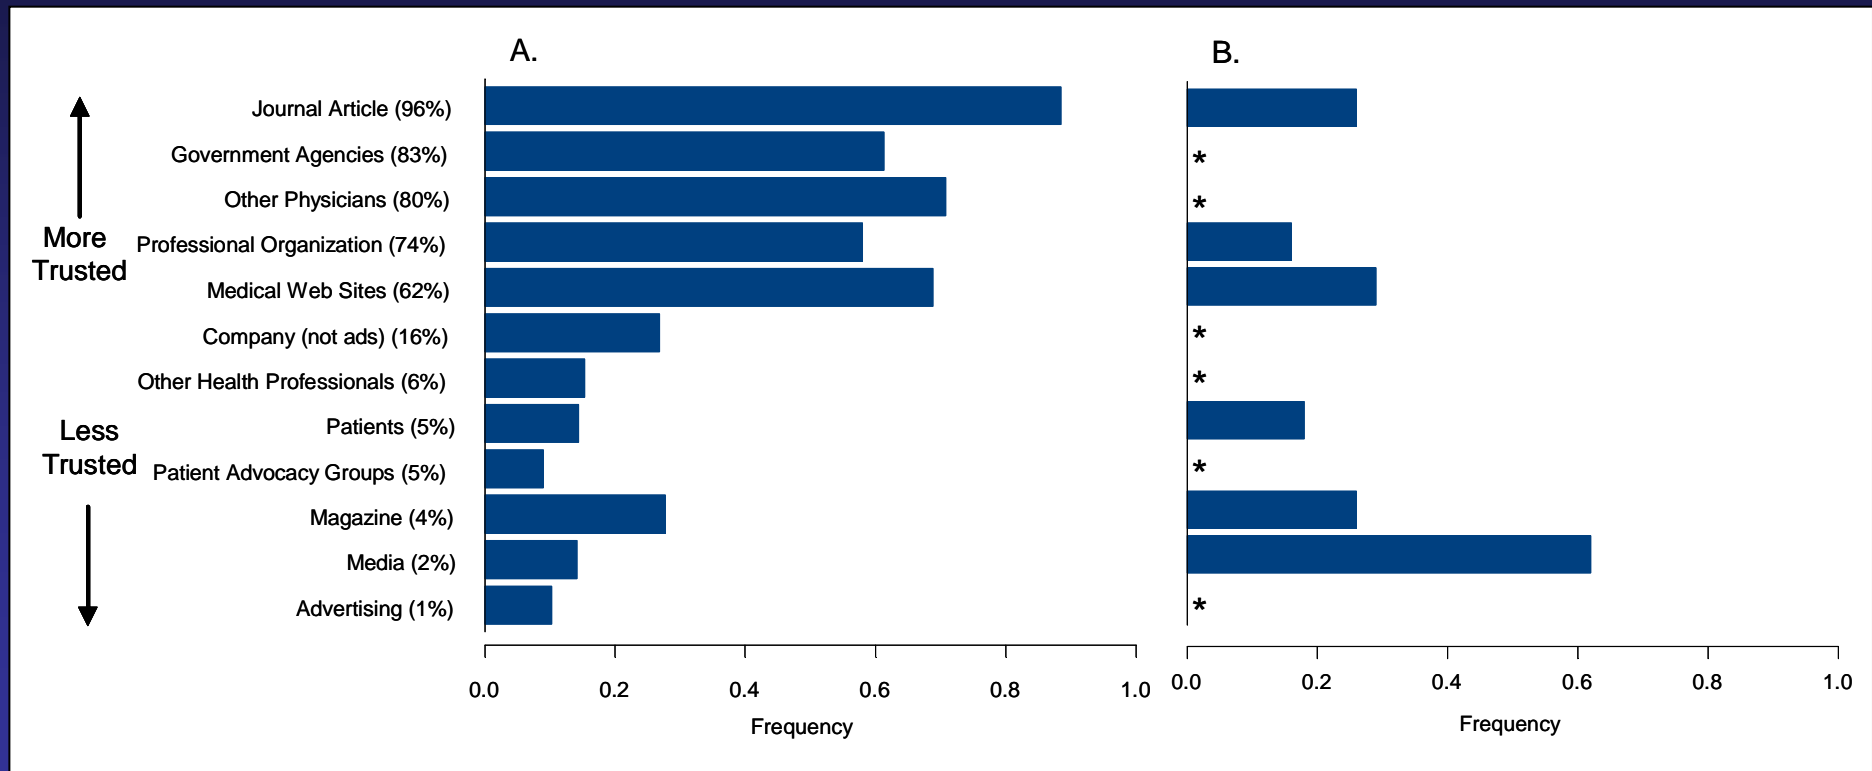 A.
B.
Journal Article (96%)
Government Agencies (83%)
*
Other Physicians (80%)
*
More
Trusted
Professional Organization (74%)
Medical Web Sites (62%)
Company (not ads) (16%)
*
Other Health Professionals (6%)
*
Less
Trusted
Patients (5%)
Patient Advocacy Groups (5%)
*
Magazine (4%)
Media (2%)
Advertising (1%)
*
0.0 0.2 0.4 0.6 0.8 1.0
Frequency
0.0 0.2 0.4 0.6 0.8 1.0
Frequency